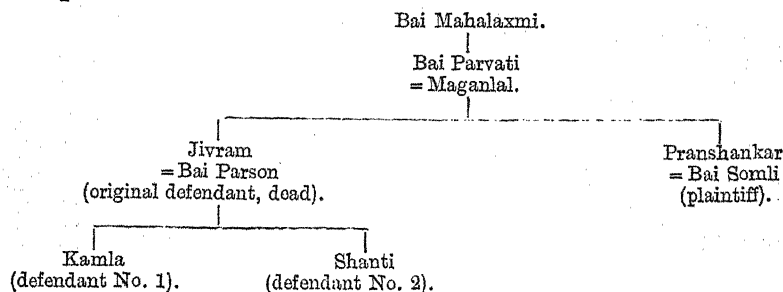 Bai Mahalaxmi.
Bai Parvati
= Maganlal.
Jivram
= Bai Parson
(original defendant, dead).
Pranshankar
= Bai Somli
(plaintiff).
Kamla
(defendant No. 1).
Shanti
(defendant No. 2).